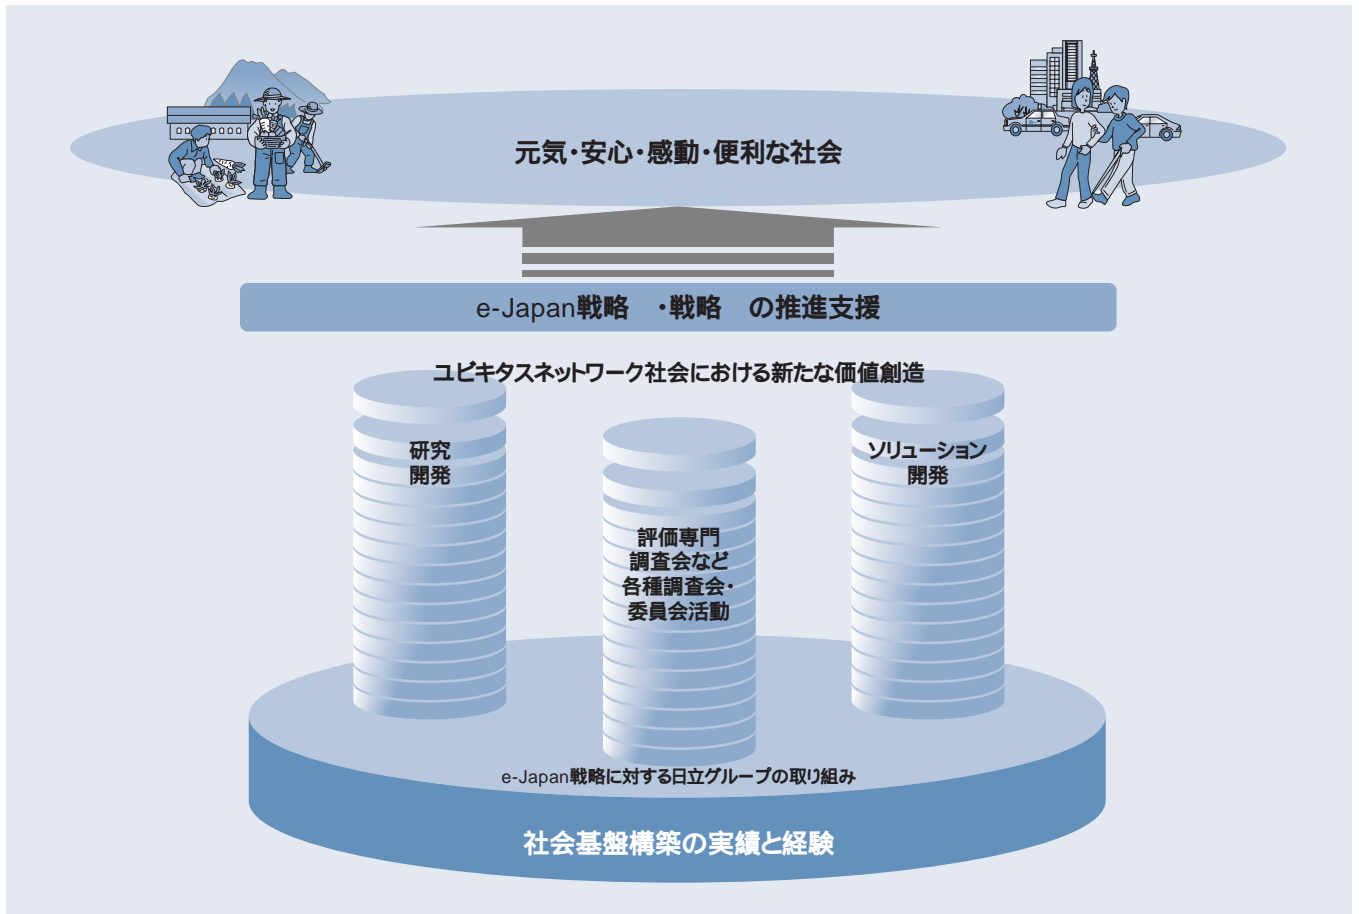 元気・安心・感動・便利な社会
e-Japan戦略　・戦略　の推進支援
ユビキタスネットワーク社会における新たな価値創造
研究
開発
ソリューション
開発
評価専門
調査会など
各種調査会・
委員会活動
e-Japan戦略に対する日立グループの取り組み
社会基盤構築の実績と経験